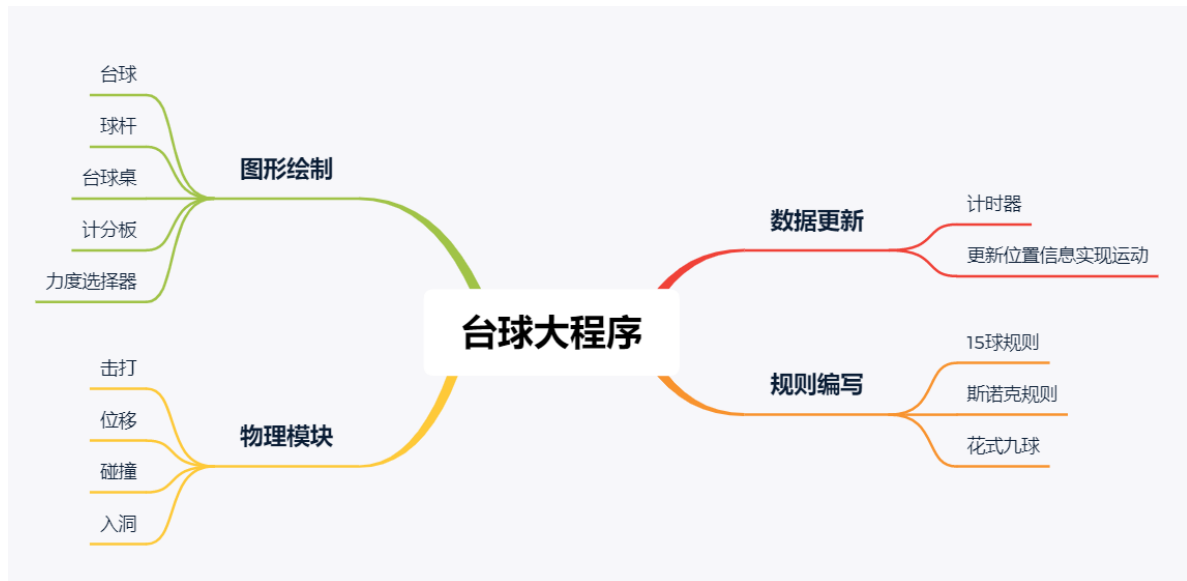 台球大程序
图形绘制
台球
球杆
台球桌
计分板
力度选择器
物理模块
击打
位移
碰撞
入洞
数据更新
计时器
更新位置信息实现运动
规则编写
15球规则
斯诺克规则
花式九球